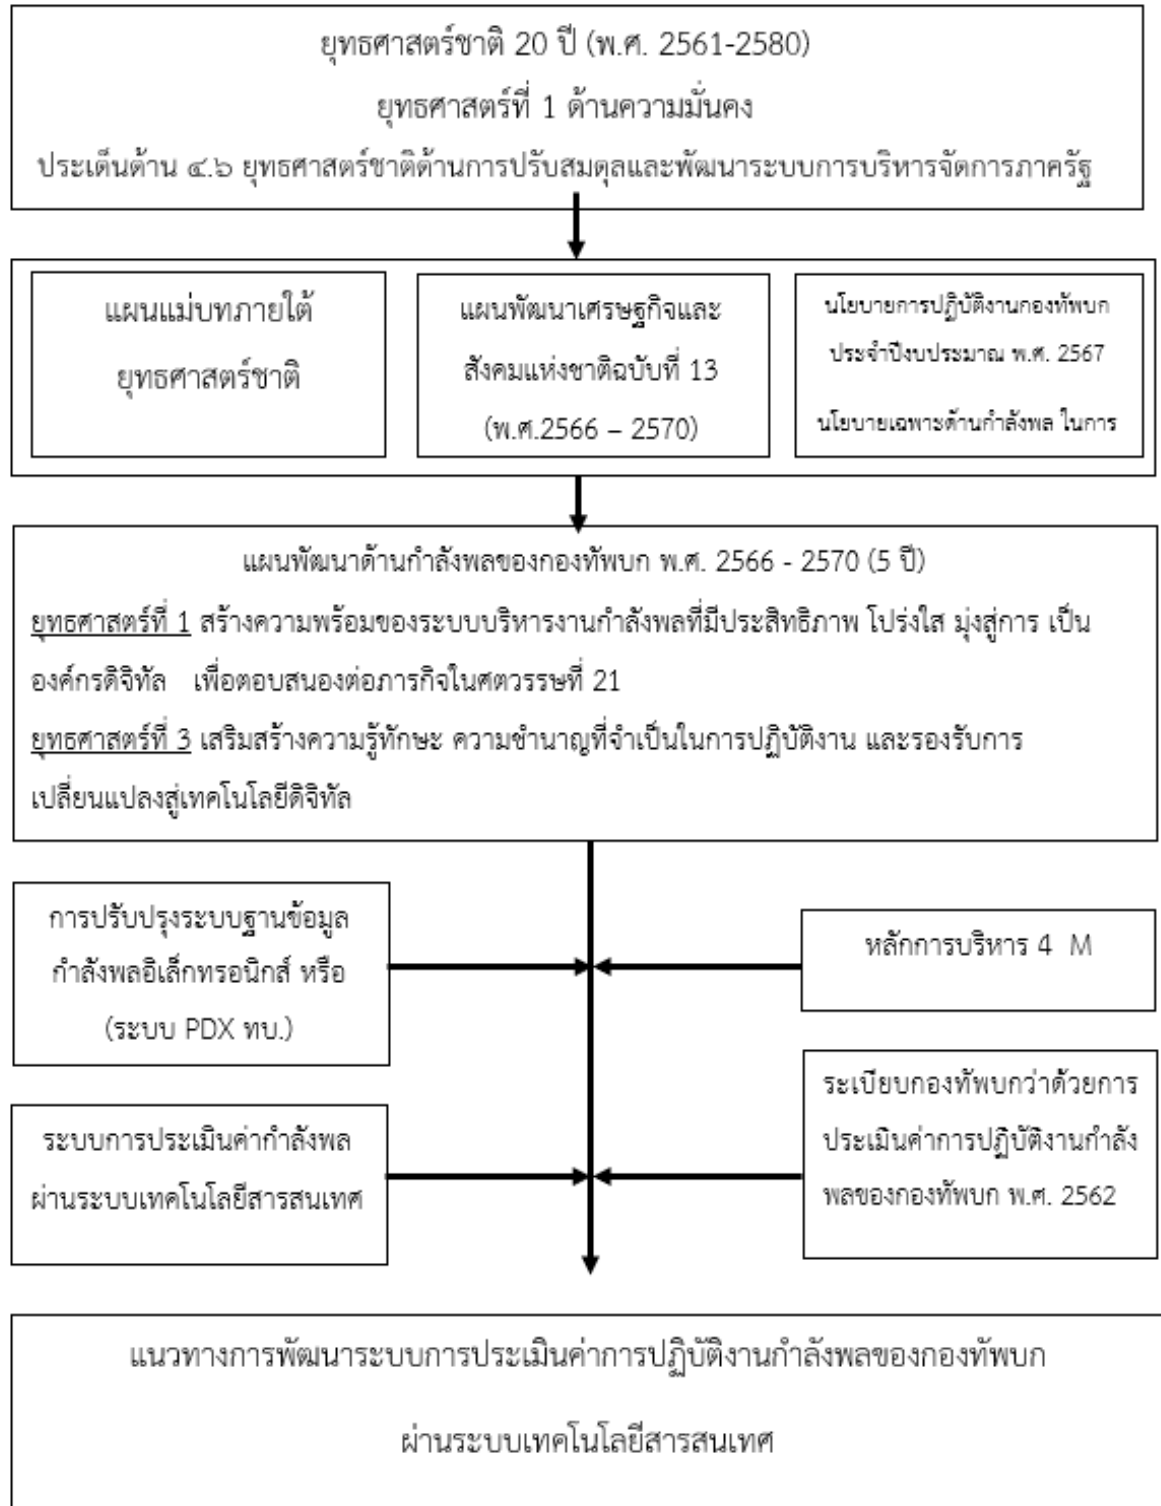 ยุทธศาสตร์ชาติ 20 ปี (พ.ศ. 2561-2580)
ยุทธศาสตร์ที่ 1 ด้านความมั่นคง
ประเด็นด้าน ๔.๖ ยุทธศาสตร์ชาติด้านการปรับสมดุลและพัฒนาระบบการบริหารจัดการภาครัฐ
แผนแม่บทภายใต้
ยุทธศาสตร์ชาติ
แผนพัฒนาเศรษฐกิจและ
สังคมแห่งชาติฉบับที่ 13
(พ.ศ.2566 – 2570)
นโยบายการปฏิบัติงานกองทัพบก
ประจำปีงบประมาณ พ.ศ. 2567
นโยบายเฉพาะด้านกำลังพล ในการ
แผนพัฒนาด้านกำลังพลของกองทัพบก พ.ศ. 2566 - 2570 (5 ปี)
ยุทธศาสตร์ที่ 1 สร้างความพร้อมของระบบบริหารงานกำลังพลที่มีประสิทธิภาพ โปร่งใส มุ่งสู่การ เป็น
องค์กรดิจิทัล เพื่อตอบสนองต่อภารกิจในศตวรรษที่ 21
ยุทธศาสตร์ที่ 3 เสริมสร้างความรู้ทักษะ ความชำนาญที่จำเป็นในการปฏิบัติงาน และรองรับการ
เปลี่ยนแปลงสู่เทคโนโลยีดิจิทัล
การปรับปรุงระบบฐานข้อมูล
กำลังพลอิเล็กทรอนิกส์ หรือ
(ระบบ PDX ทบ.)
หลักการบริหาร 4 M
ระบบการประเมินค่ากำลังพล
ผ่านระบบเทคโนโลยีสารสนเทศ
ระเบียบกองทัพบกว่าด้วยการ
ประเมินค่าการปฏิบัติงานกำลัง
พลของกองทัพบก พ.ศ. 2562
แนวทางการพัฒนาระบบการประเมินค่าการปฏิบัติงานกำลังพลของกองทัพบก
ผ่านระบบเทคโนโลยีสารสนเทศ